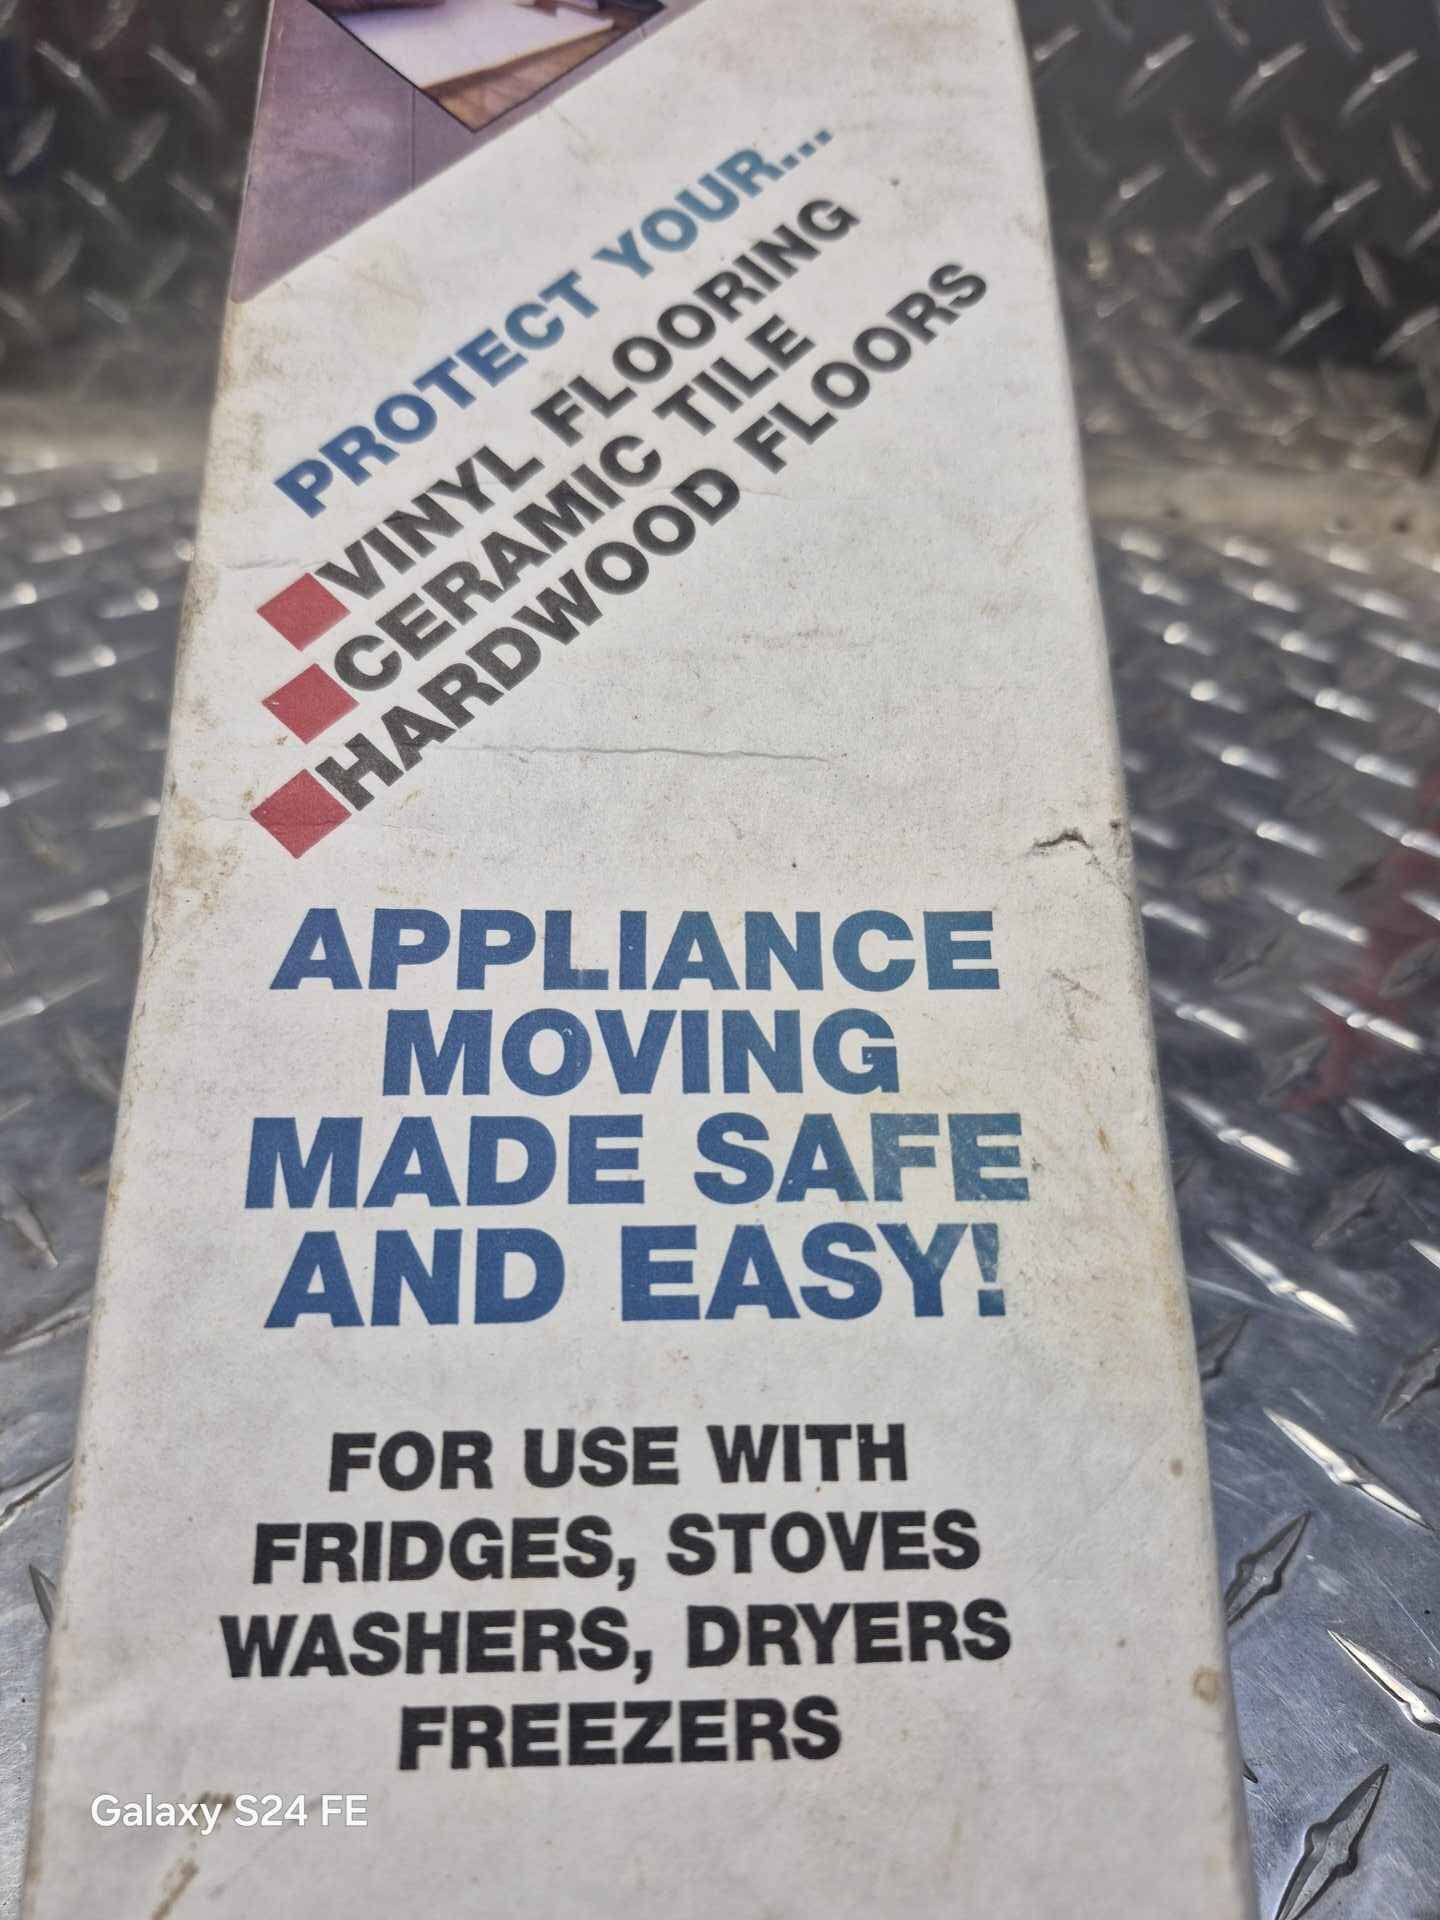 PROTECT YOUR...
VINYL FLOORING
CERAMIC TILE
HARDWOOD FLOORS
APPLIANCE
MOVING
MADE SAFE
AND EASY!
FOR USE WITH
FRIDGES, STOVES
WASHERS, DRYERS
FREEZERS
Galaxy S24 FE